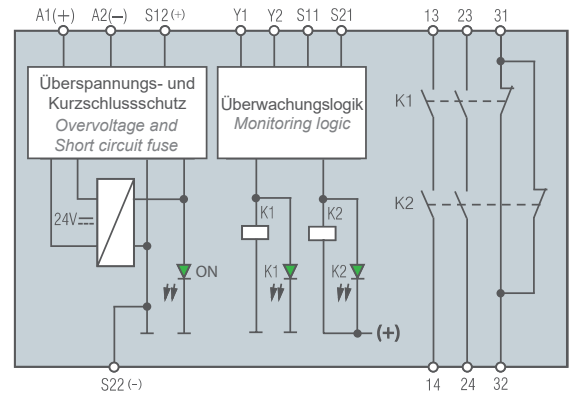 A1(+) A2(—) S12(+) Y1 Y2 S11 S21 13 23 31
Überspannungs- und
Kurzschlussschutz
Overvoltage and
Short circuit fuse
Überwachungslogik
Monitoring logic
K1
K2
24V
K1
K2
ON
K1
K2
(+)
S22(–)
14 24 32